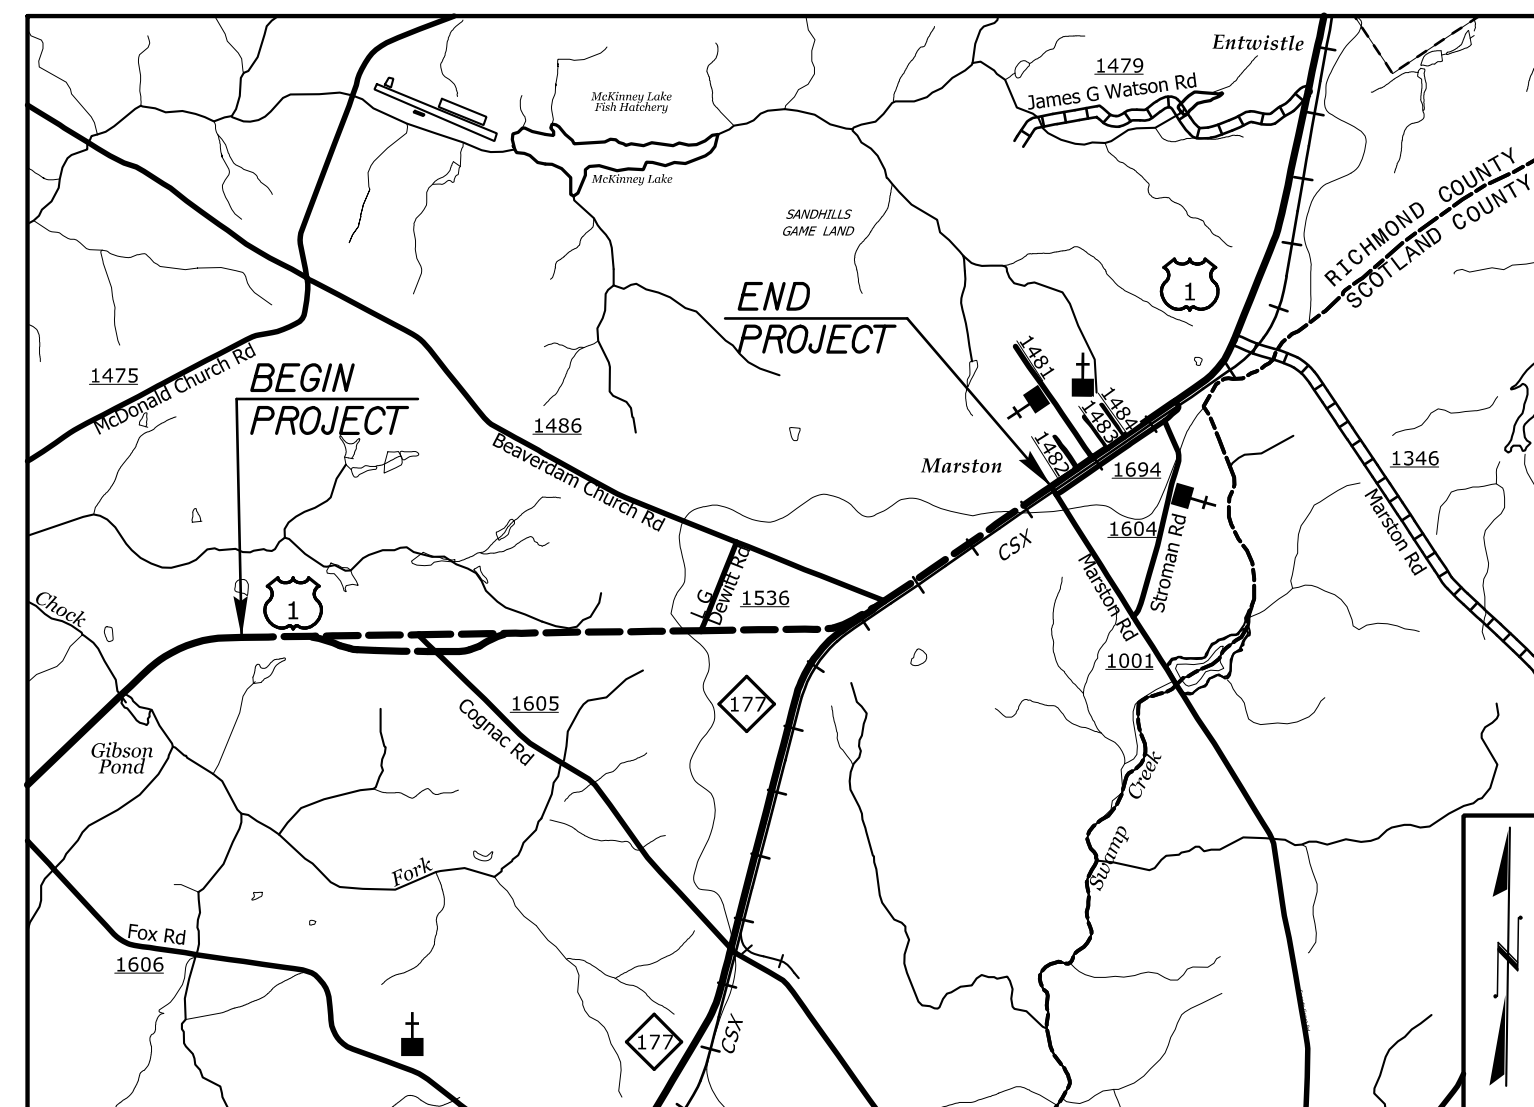 Entwistle
1479
James G Watson Rd
McKinney Lake
Fish Hatchery
McKinney Lake
SANDHILLS
GAME LAND
RICHMOND COUNTY
SCOTLAND COUNTY
1
END
PROJECT
BEGIN
PROJECT
1475
McDonald Church Rd
1486
Beaverdam Church Rd
1481
1484
1483
1482
Marston
1694
1346
Marston Rd
1604
Stroman Rd
CSX
Marston Rd
1001
L G
Dewitt Rd
1536
1
Chock
Gibson
Pond
1605
Cognac Rd
177
Creek
Swamp
Fork
Fox Rd
1606
177
CSX